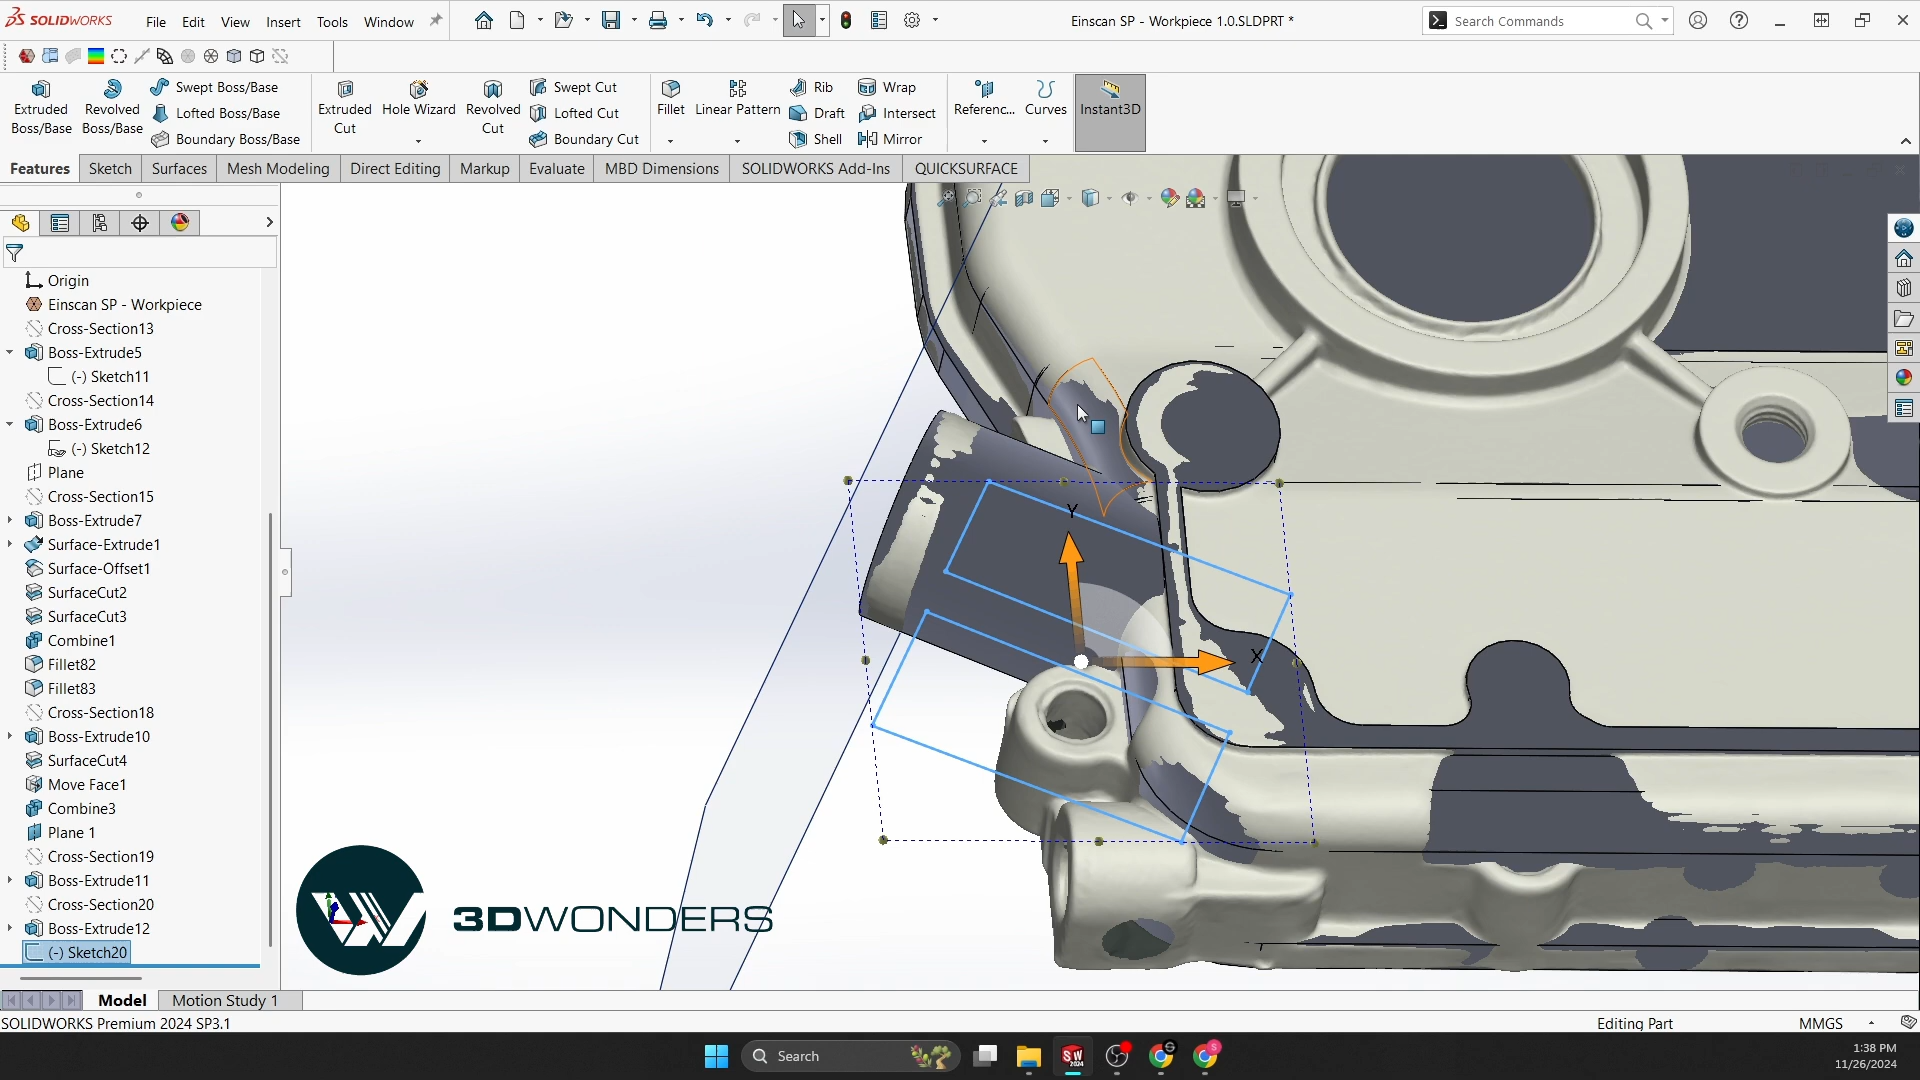 SOLIDWORKS File Edit View Insert Tools Window
Einscan SP - Workpiece 1.0.SLDPRT *
Search Commands
Extruded Boss/Base
Revolved Boss/Base
Swept Boss/Base
Lofted Boss/Base
Boundary Boss/Base
Extruded Cut
Hole Wizard
Revolved Cut
Swept Cut
Lofted Cut
Boundary Cut
Fillet
Linear Pattern
Rib
Draft
Shell
Wrap
Intersect
Mirror
Referenc...
Curves
Instant3D
Features Sketch Surfaces Mesh Modeling Direct Editing Markup Evaluate MBD Dimensions SOLIDWORKS Add-Ins QUICKSURFACE
Origin
Einscan SP - Workpiece
Cross-Section13
Boss-Extrude5
(-) Sketch11
Cross-Section14
Boss-Extrude6
(-) Sketch12
Plane
Cross-Section15
Boss-Extrude7
Surface-Extrude1
Surface-Offset1
SurfaceCut2
SurfaceCut3
Combine1
Fillet82
Fillet83
Cross-Section18
Boss-Extrude10
SurfaceCut4
Move Face1
Combine3
Plane 1
Cross-Section19
Boss-Extrude11
Cross-Section20
Boss-Extrude12
(-) Sketch20
Y
X
3DWONDERS
Model Motion Study 1
SOLIDWORKS Premium 2024 SP3.1
Editing Part
MMGS
Search
SW
2024
1:38 PM
11/26/2024